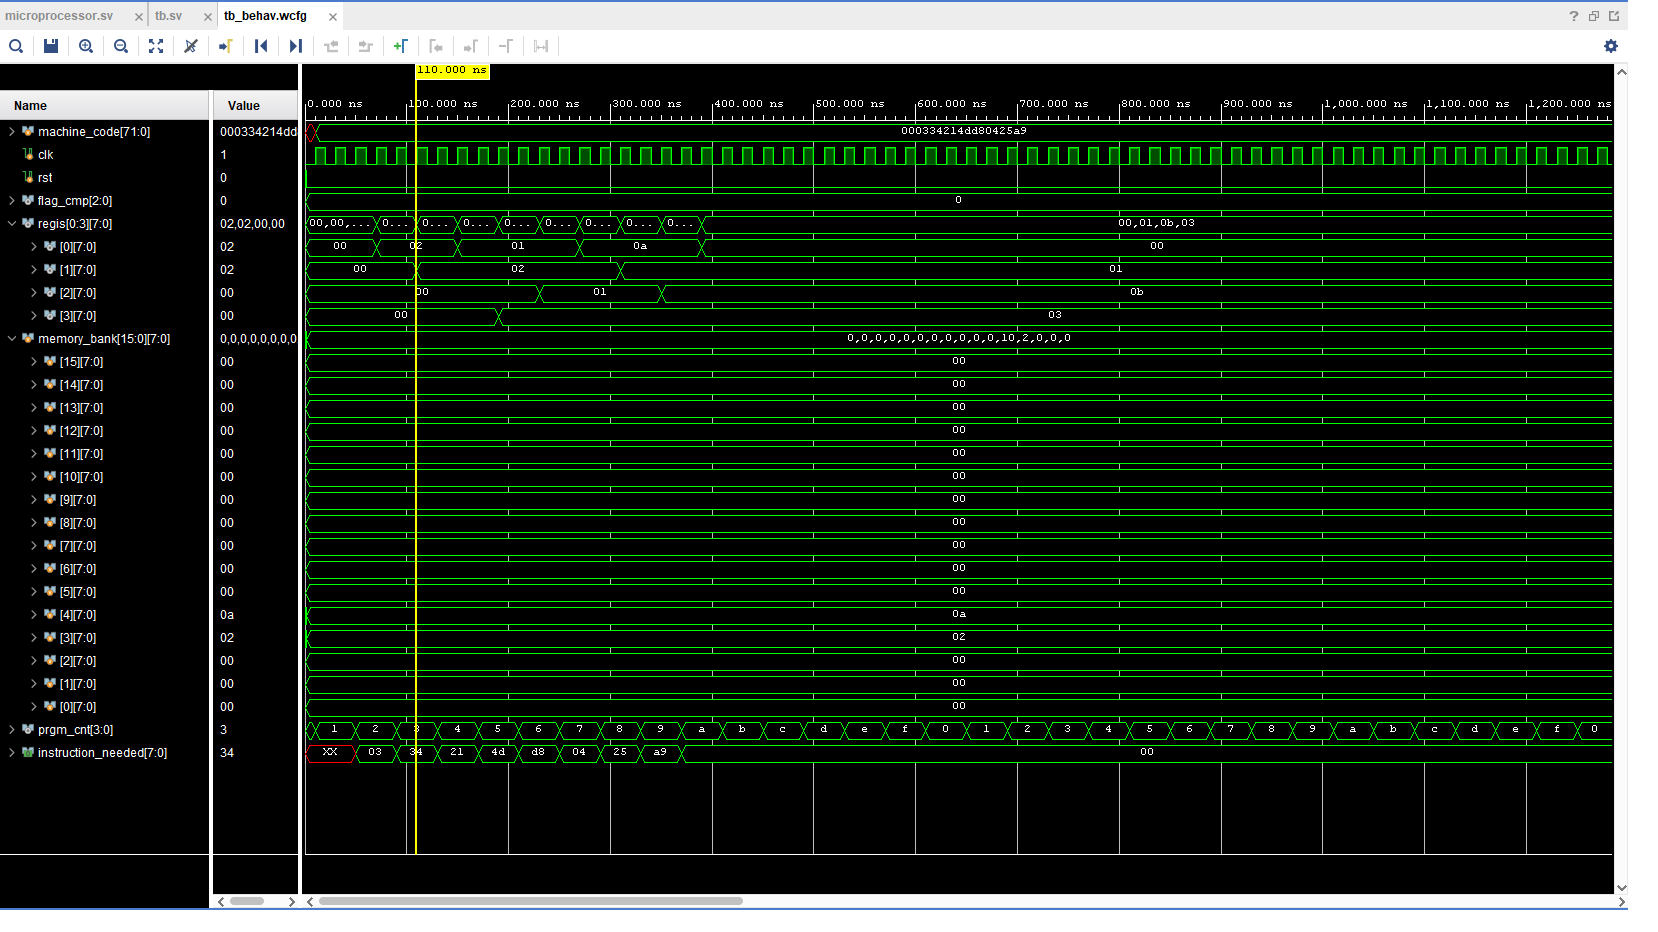 microprocessor.sv × tb.sv × tb_behav.wcfg ×
110.000 ns
Name Value 0.000 ns 100.000 ns 200.000 ns 300.000 ns 400.000 ns 500.000 ns 600.000 ns 700.000 ns 800.000 ns 900.000 ns 1,000.000 ns 1,100.000 ns 1,200.000 ns
machine_code[71:0] 000334214dd 000334214dd80425a9
clk 1
rst 0
flag_cmp[2:0] 0 0
regis[0:3][7:0] 02,02,00,00 00,00,... 0... 0... 0... 0... 0... 0... 0... 0... 00,01,0b,03
[0][7:0] 02 00 02 01 0a 00
[1][7:0] 02 00 02 01
[2][7:0] 00 00 01 0b
[3][7:0] 00 00 03
memory_bank[15:0][7:0] 0,0,0,0,0,0,0,0 0,0,0,0,0,0,0,0,0,0,0,10,2,0,0,0
[15][7:0] 00 00
[14][7:0] 00 00
[13][7:0] 00 00
[12][7:0] 00 00
[11][7:0] 00 00
[10][7:0] 00 00
[9][7:0] 00 00
[8][7:0] 00 00
[7][7:0] 00 00
[6][7:0] 00 00
[5][7:0] 00 00
[4][7:0] 0a 0a
[3][7:0] 02 02
[2][7:0] 00 00
[1][7:0] 00 00
[0][7:0] 00 00
prgm_cnt[3:0] 3 1 2 3 4 5 6 7 8 9 a b c d e f 0 1 2 3 4 5 6 7 8 9 a b c d e f 0
instruction_needed[7:0] 34 XX 03 34 21 4d d8 04 25 a9 00